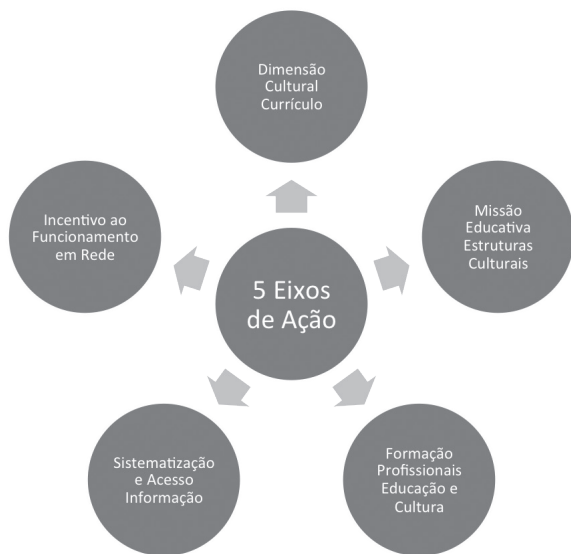 Dimensão
Cultural
Currículo
Incentivo ao
Funcionamento
em Rede
Missão
Educativa
Estruturas
Culturais
5 Eixos
de Ação
Sistematização
e Acesso
Informação
Formação
Profissionais
Educação e
Cultura